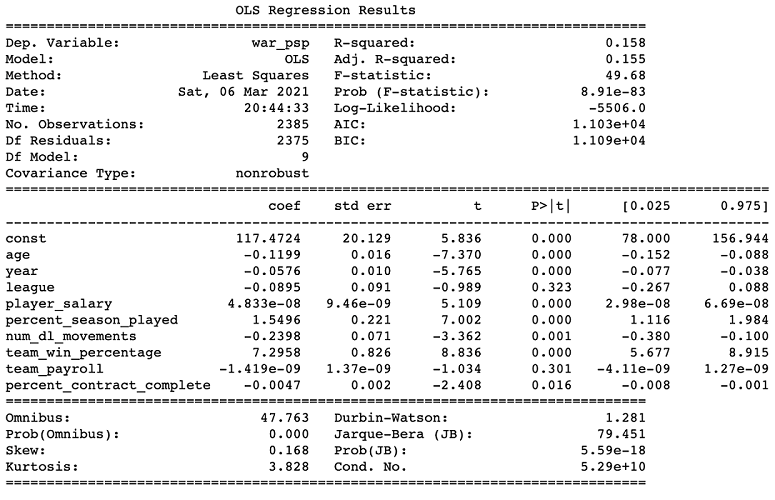 OLS Regression Results
==============================================================================
Dep. Variable: war_psp R-squared: 0.158
Model: OLS Adj. R-squared: 0.155
Method: Least Squares F-statistic: 49.68
Date: Sat, 06 Mar 2021 Prob (F-statistic): 8.91e-83
Time: 20:44:33 Log-Likelihood: -5506.0
No. Observations: 2385 AIC: 1.103e+04
Df Residuals: 2375 BIC: 1.109e+04
Df Model: 9
Covariance Type: nonrobust
==============================================================================
coef std err t P>|t| [0.025 0.975]
------------------------------------------------------------------------------
const 117.4724 20.129 5.836 0.000 78.000 156.944
age -0.1199 0.016 -7.370 0.000 -0.152 -0.088
year -0.0576 0.010 -5.765 0.000 -0.077 -0.038
league -0.0895 0.091 -0.989 0.323 -0.267 0.088
player_salary 4.833e-08 9.46e-09 5.109 0.000 2.98e-08 6.69e-08
percent_season_played 1.5496 0.221 7.002 0.000 1.116 1.984
num_dl_movements -0.2398 0.071 -3.362 0.001 -0.380 -0.100
team_win_percentage 7.2958 0.826 8.836 0.000 5.677 8.915
team_payroll -1.419e-09 1.37e-09 -1.034 0.301 -4.11e-09 1.27e-09
percent_contract_complete -0.0047 0.002 -2.408 0.016 -0.008 -0.001
==============================================================================
Omnibus: 47.763 Durbin-Watson: 1.281
Prob(Omnibus): 0.000 Jarque-Bera (JB): 79.451
Skew: 0.168 Prob(JB): 5.59e-18
Kurtosis: 3.828 Cond. No. 5.29e+10
==============================================================================